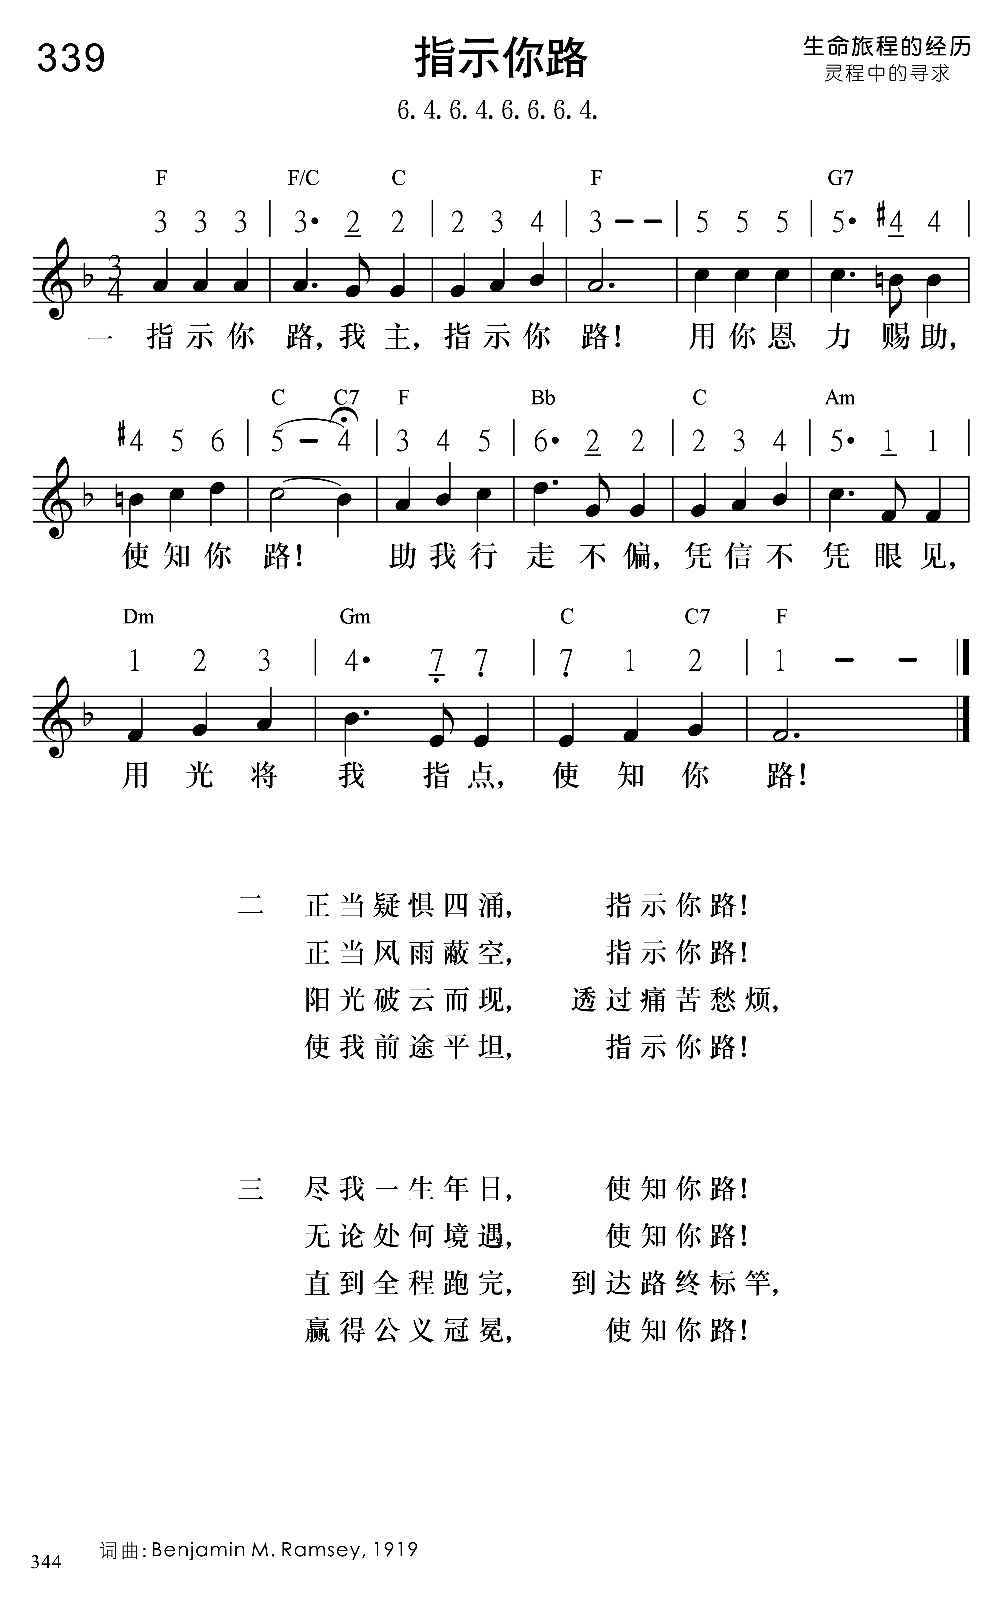 339
指示你路
生命旅程的经历
灵程中的寻求
6. 4. 6. 4. 6. 6. 6. 4.
F F/C C F G7
3 3 3 | 3• 2 2 | 2 3 4 | 3 – – | 5 5 5 | 5• #4 4 |
3/4
一 指示你 路,我 主,指示你 路! 用你恩 力 赐助,
C C7 F Bb C Am
#4 5 6 | 5 – 4 | 3 4 5 | 6• 2 2 | 2 3 4 | 5• 1 1 |
使知你 路! 助我行 走不偏,凭信不 凭眼见,
Dm Gm C C7 F
1 2 3 | 4• 7 7 | 7 1 2 | 1 – –
用 光 将 我 指 点, 使 知 你 路!
二 正当疑惧四涌, 指示你路!
正当风雨蔽空, 指示你路!
阳光破云而现, 透过痛苦愁烦,
使我前途平坦, 指示你路!
三 尽我一生年日, 使知你路!
无论处何境遇, 使知你路!
直到全程跑完, 到达路终标竿,
赢得公义冠冕, 使知你路!
词曲: Benjamin M. Ramsey, 1919
344